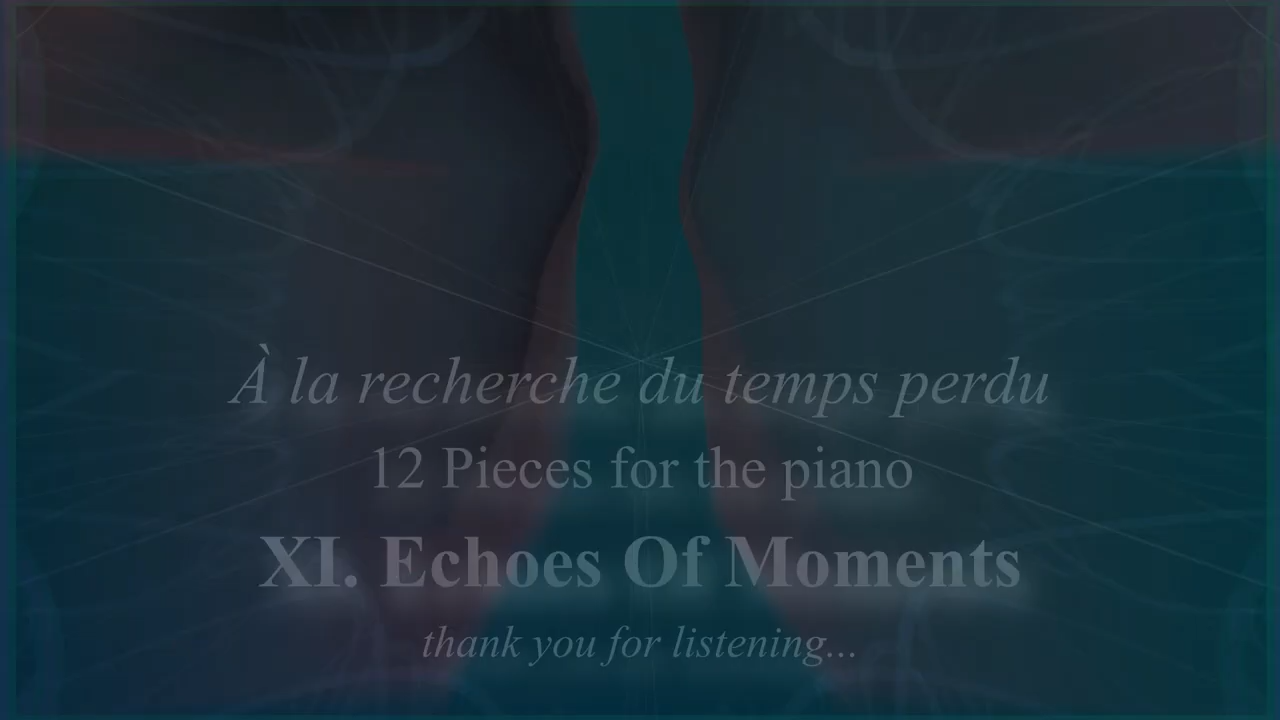 À la recherche du temps perdu
12 Pieces for the piano
XI. Echoes Of Moments
thank you for listening...